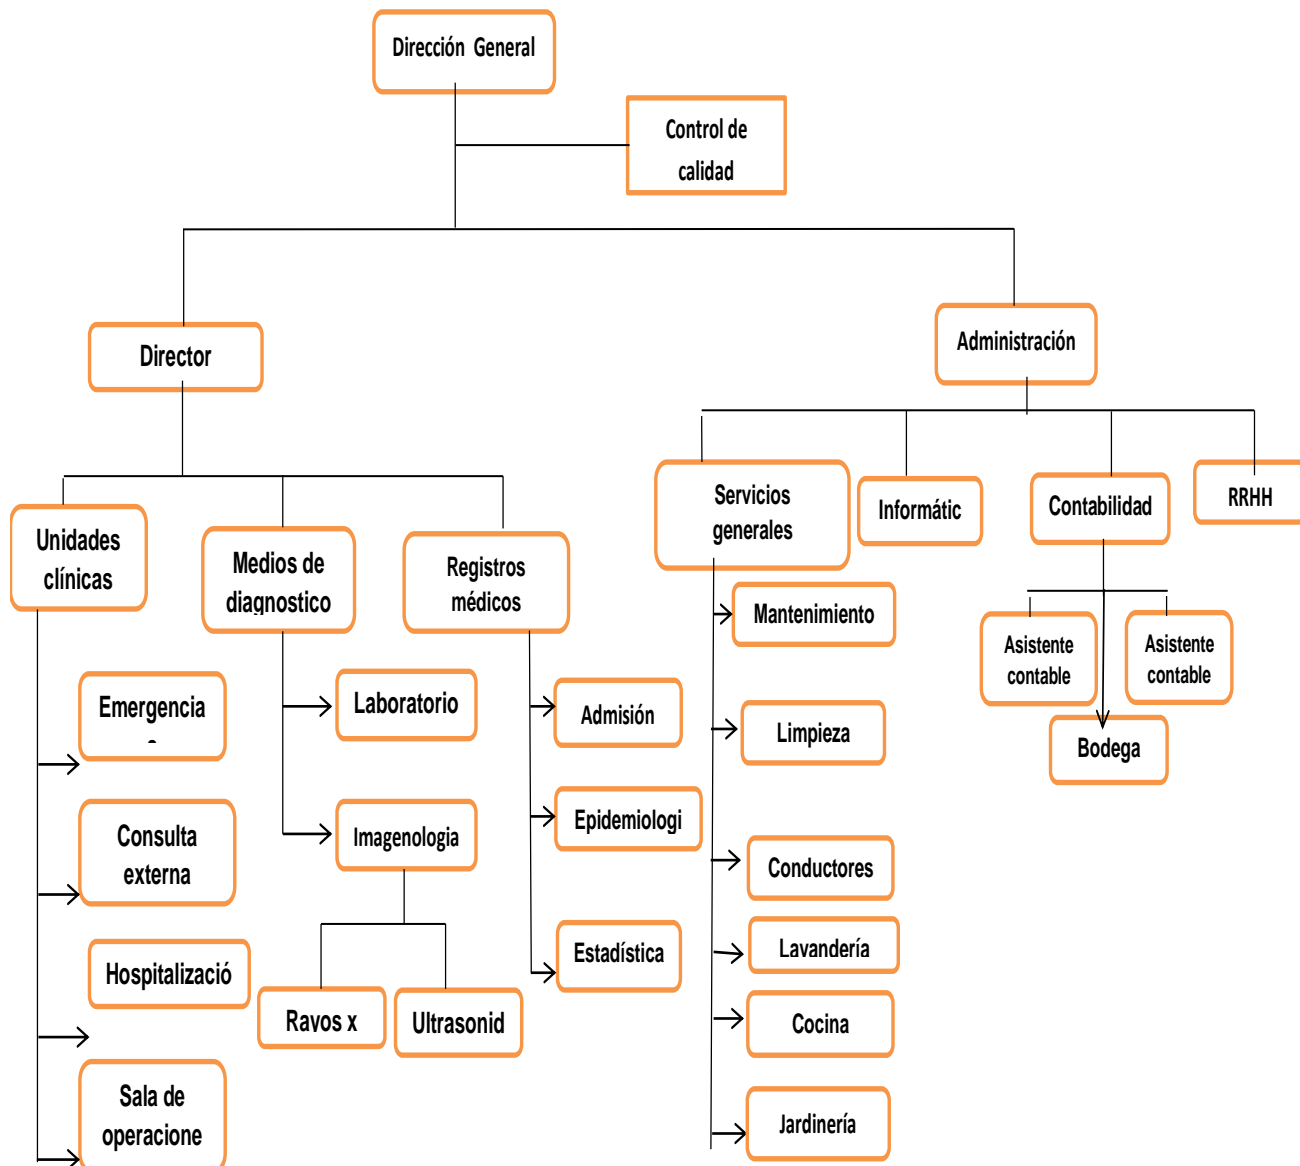 Dirección General
Control de
calidad
Director
Administración
Unidades
clínicas
Medios de
diagnostico
Registros
médicos
Servicios
generales
Informátic
Contabilidad
RRHH
Emergencia
Consulta
externa
Hospitalizació
Sala de
operacione
Laboratorio
Imagenologia
Rayos x
Ultrasonid
Admisión
Epidemiologi
Estadística
Mantenimiento
Limpieza
Conductores
Lavandería
Cocina
Jardinería
Asistente
contable
Asistente
contable
Bodega